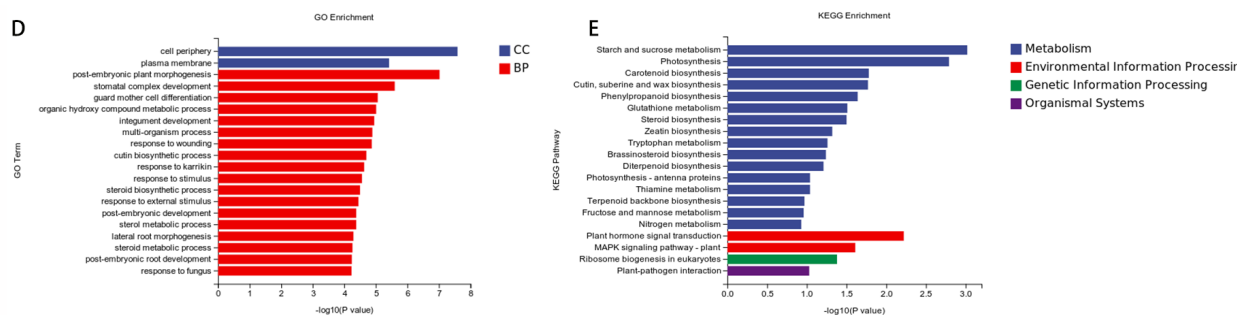 D
GO Enrichment
GO Term
cell periphery
plasma membrane
post-embryonic plant morphogenesis
stomatal complex development
guard mother cell differentiation
organic hydroxy compound metabolic process
integument development
multi-organism process
response to wounding
cutin biosynthetic process
response to karrikin
response to stimulus
steroid biosynthetic process
response to external stimulus
post-embryonic development
sterol metabolic process
lateral root morphogenesis
steroid metabolic process
post-embryonic root development
response to fungus
0 1 2 3 4 5 6 7 8
-log10(P value)
CC
BP
E
KEGG Enrichment
KEGG Pathway
Starch and sucrose metabolism
Photosynthesis
Carotenoid biosynthesis
Cutin, suberine and wax biosynthesis
Phenylpropanoid biosynthesis
Glutathione metabolism
Steroid biosynthesis
Zeatin biosynthesis
Tryptophan metabolism
Brassinosteroid biosynthesis
Diterpenoid biosynthesis
Photosynthesis - antenna proteins
Thiamine metabolism
Terpenoid backbone biosynthesis
Fructose and mannose metabolism
Nitrogen metabolism
Plant hormone signal transduction
MAPK signaling pathway - plant
Ribosome biogenesis in eukaryotes
Plant-pathogen interaction
0.0 0.5 1.0 1.5 2.0 2.5 3.0
-log10(P value)
Metabolism
Environmental Information Processin
Genetic Information Processing
Organismal Systems